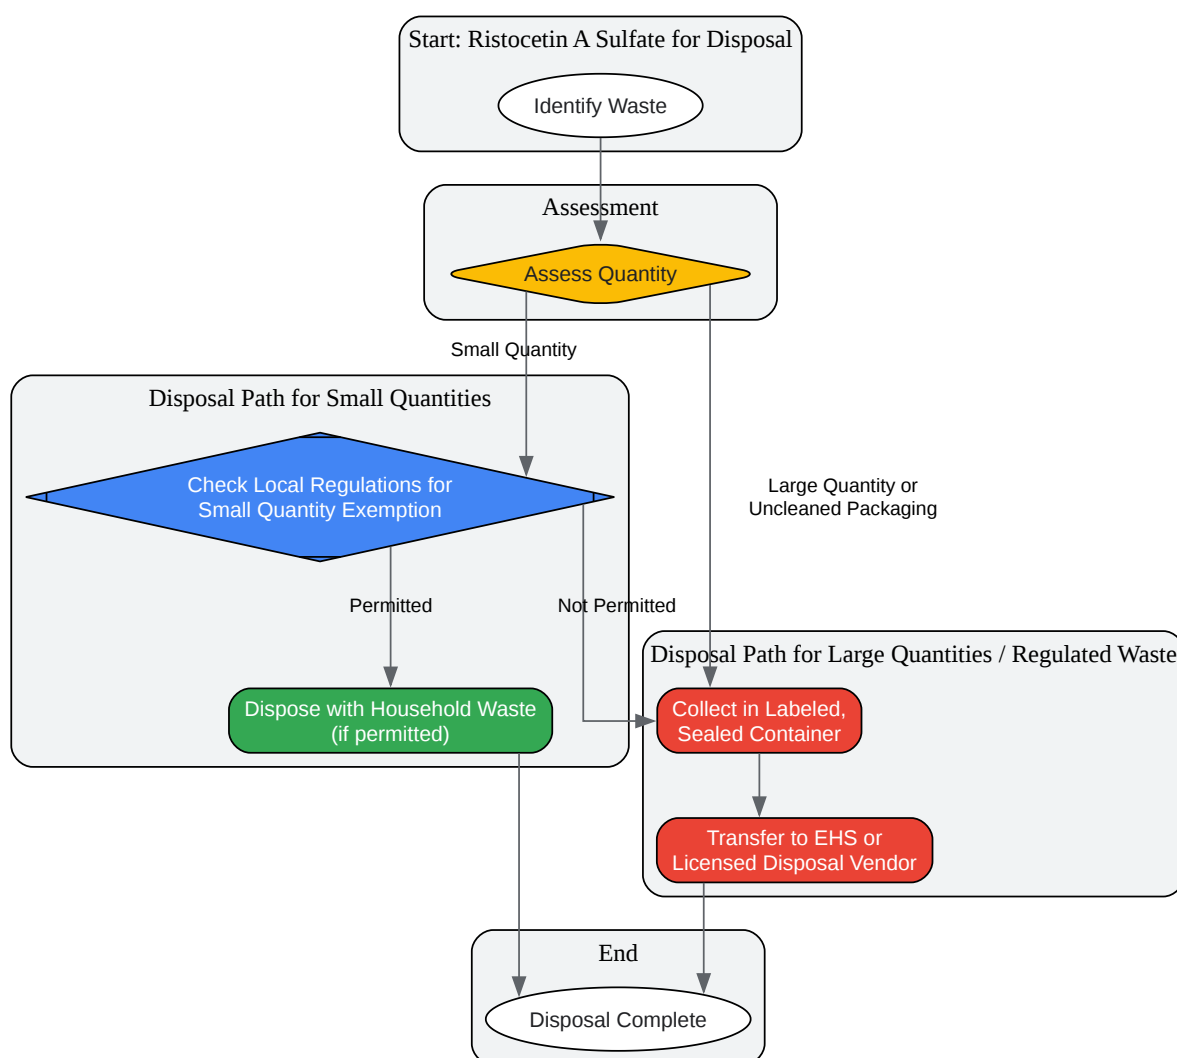 Start: Ristocetin A Sulfate for Disposal
Identify Waste
Assessment
Assess Quantity
Small Quantity
Disposal Path for Small Quantities
Check Local Regulations for
Small Quantity Exemption
Large Quantity or
Uncleaned Packaging
Permitted
Not Permitted
Disposal Path for Large Quantities / Regulated Waste
Dispose with Household Waste
(if permitted)
Collect in Labeled,
Sealed Container
Transfer to EHS or
Licensed Disposal Vendor
End
Disposal Complete